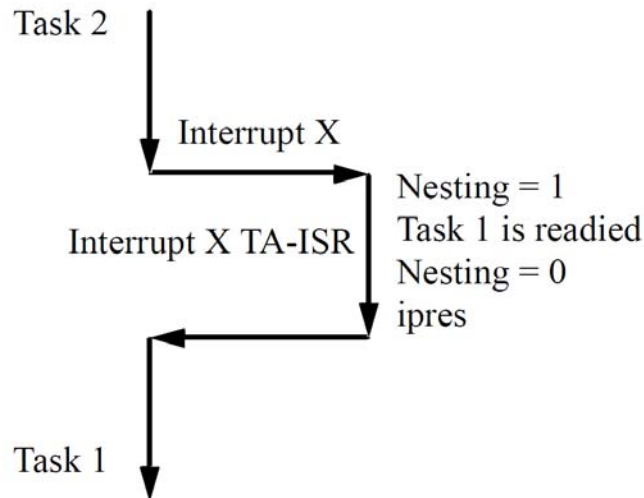 Task 2
Interrupt X
Nesting = 1
Interrupt X TA-ISR
Task 1 is readied
Nesting = 0
ipres
Task 1